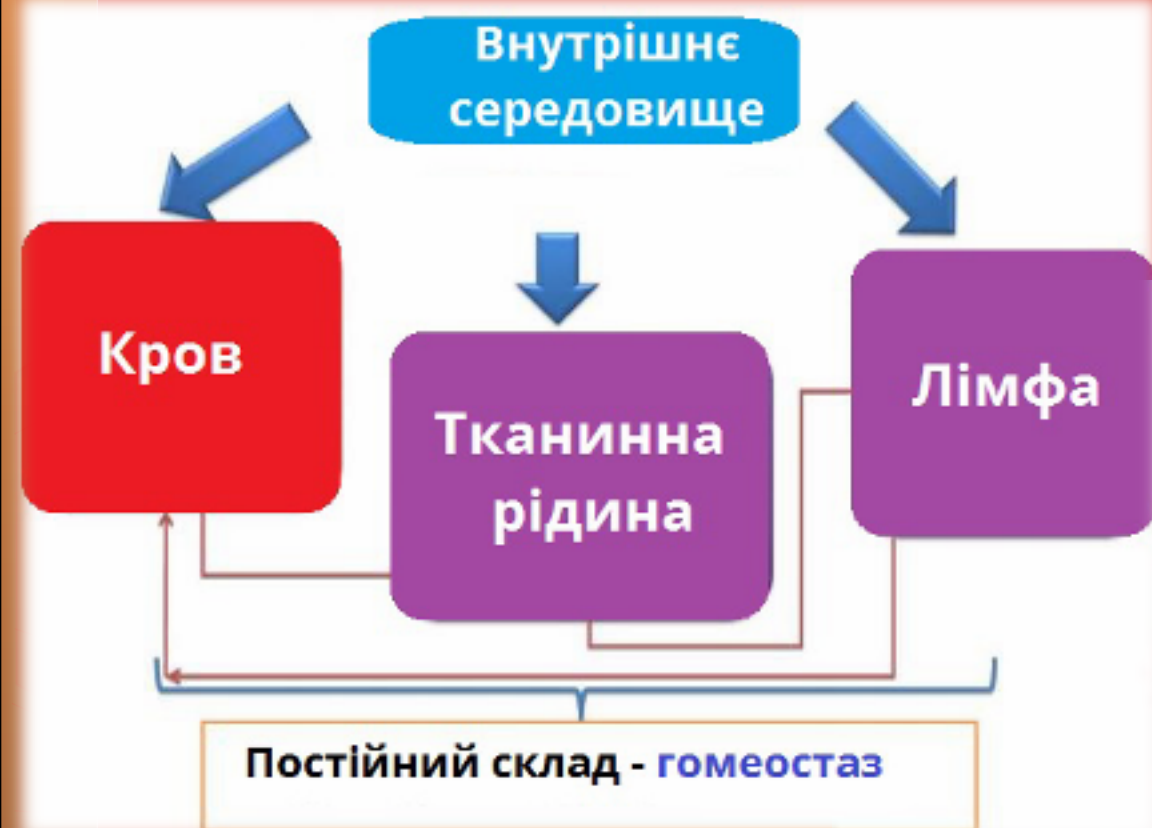 Внутрішнє
середовище
Кров
Тканинна
рідина
Лімфа
Постійний склад - гомеостаз